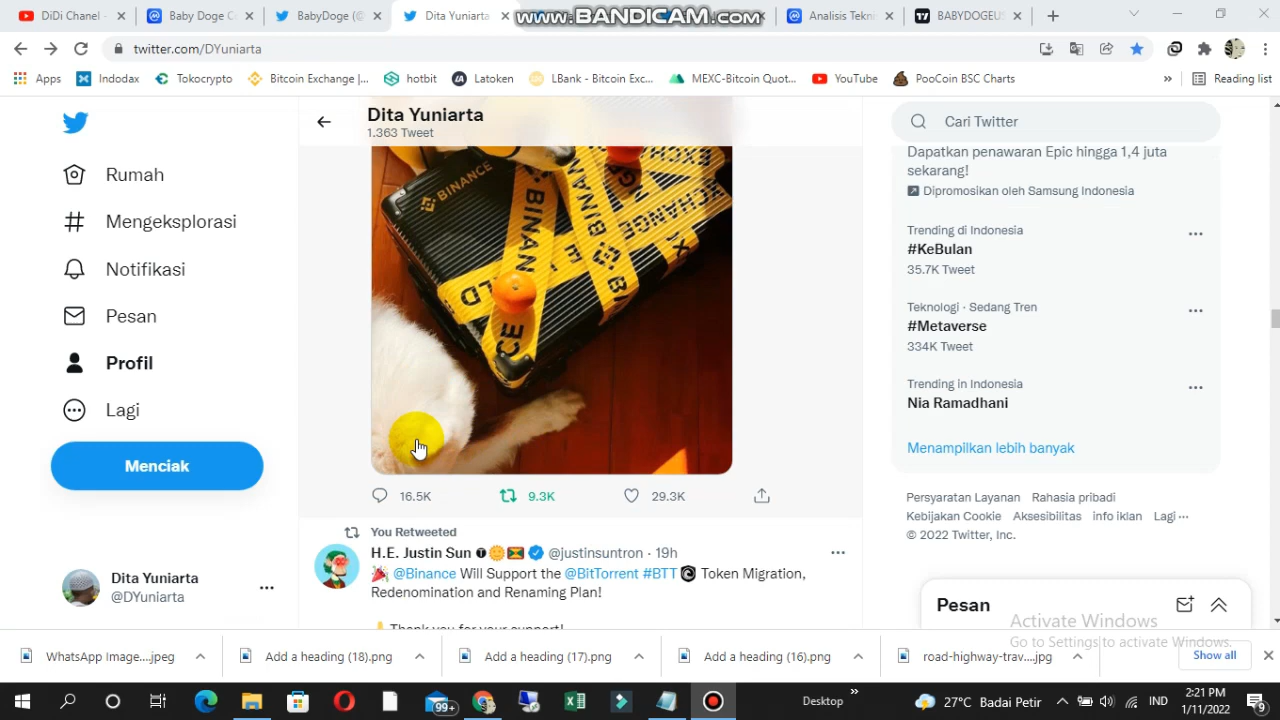 DiDi Chanel -
Baby Doge C
BabyDoge (@
Dita Yuniarta
www.BANDICAM.com
Analisis Tekni
BABYDOGEUS
twitter.com/DYuniarta
Apps
Indodax
Tokocrypto
Bitcoin Exchange |...
hotbit
Latoken
LBank - Bitcoin Exc...
MEXC-Bitcoin Quot...
YouTube
PooCoin BSC Charts
»
Reading list
Rumah
Mengeksplorasi
Notifikasi
Pesan
Profil
Lagi
Menciak
Dita Yuniarta
@DYuniarta
Dita Yuniarta
1.363 Tweet
BINANCE
16.5K
9.3K
29.3K
You Retweeted
H.E. Justin Sun @justinsuntron · 19h
@Binance Will Support the @BitTorrent #BTT Token Migration,
Redenomination and Renaming Plan!
Thank you for your support!
Cari Twitter
Dapatkan penawaran Epic hingga 1,4 juta
sekarang!
Dipromosikan oleh Samsung Indonesia
Trending di Indonesia
#KeBulan
35.7K Tweet
Teknologi · Sedang Tren
#Metaverse
334K Tweet
Trending in Indonesia
Nia Ramadhani
Menampilkan lebih banyak
Persyaratan Layanan Rahasia pribadi
Kebijakan Cookie Aksesibilitas info iklan Lagi ···
© 2022 Twitter, Inc.
Pesan
Activate Windows
Go to Settings to activate Windows.
WhatsApp Image....jpeg
Add a heading (18).png
Add a heading (17).png
Add a heading (16).png
road-highway-trav....jpg
Show all
99+
Desktop
»
27°C Badai Petir
IND
2:21 PM
1/11/2022
9